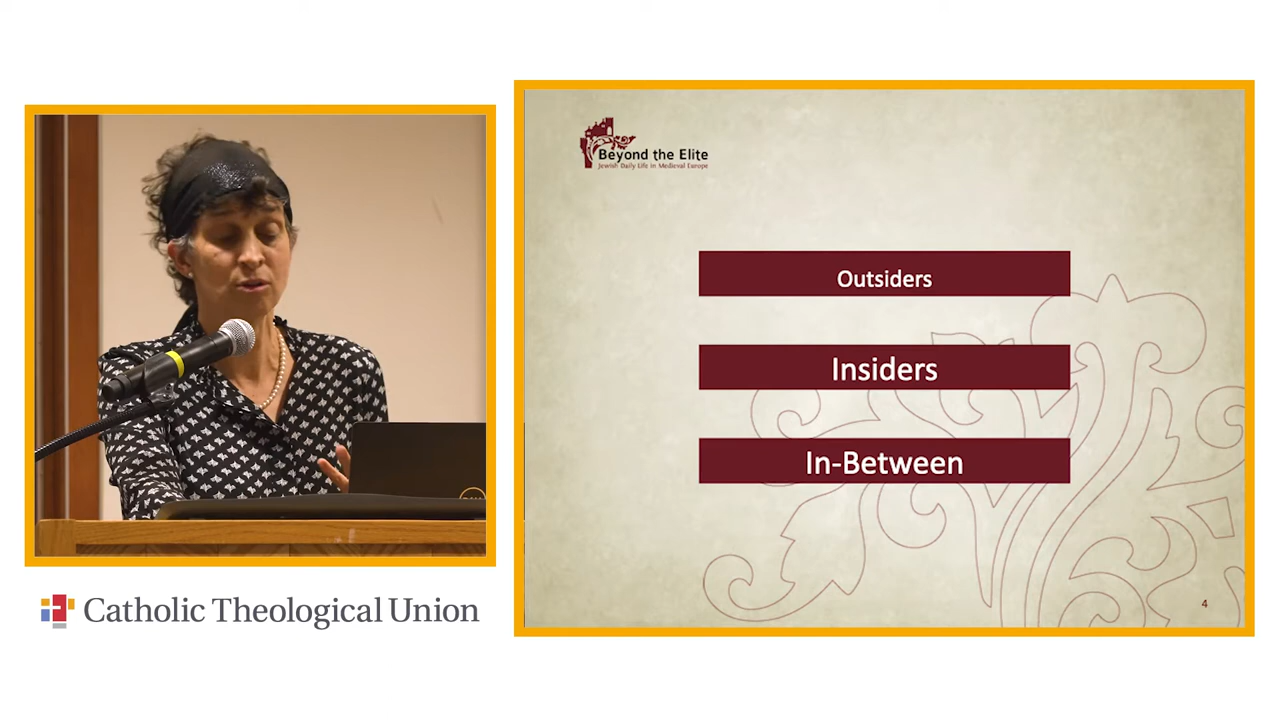 Beyond the Elite
Jewish Daily Life in Medieval Europe
Outsiders
Insiders
In-Between
4
Catholic Theological Union